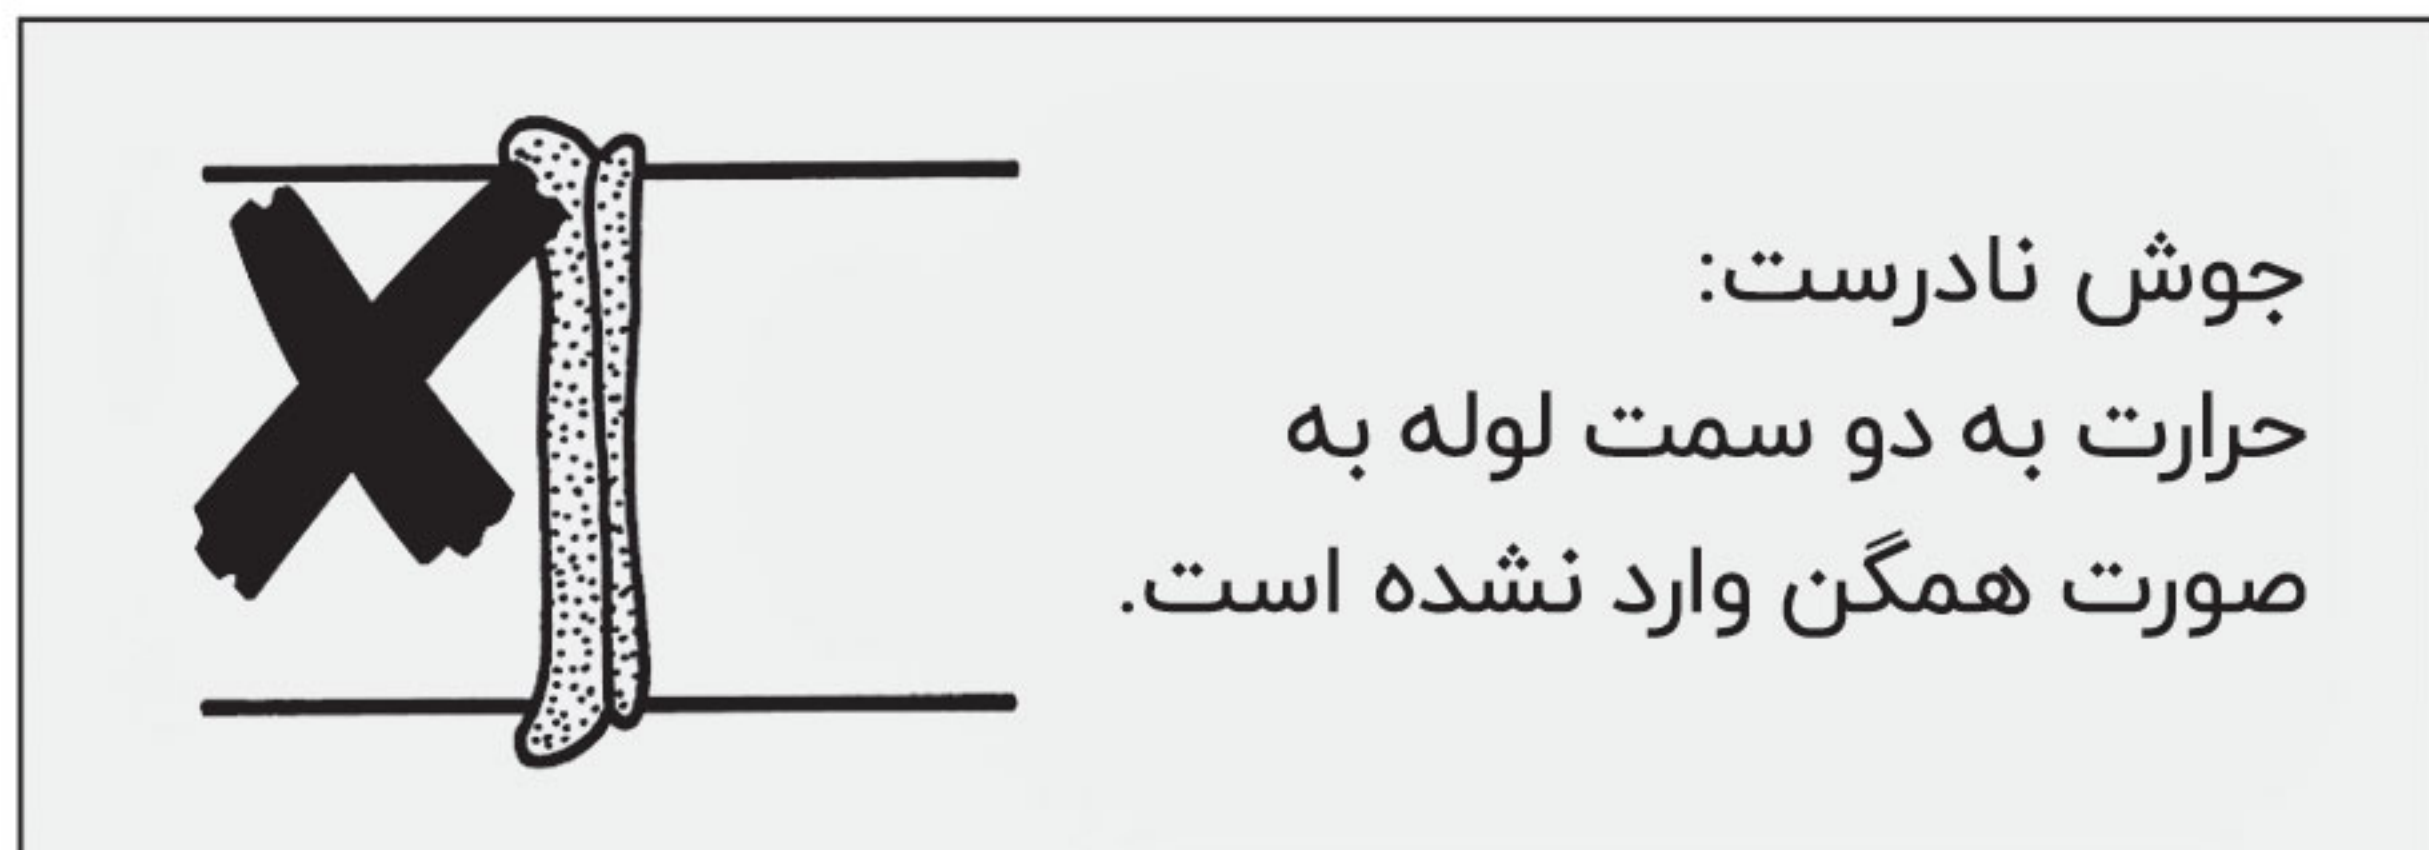 جوش نادرست:
حرارت به دو سمت لوله به
صورت همگن وارد نشده است.